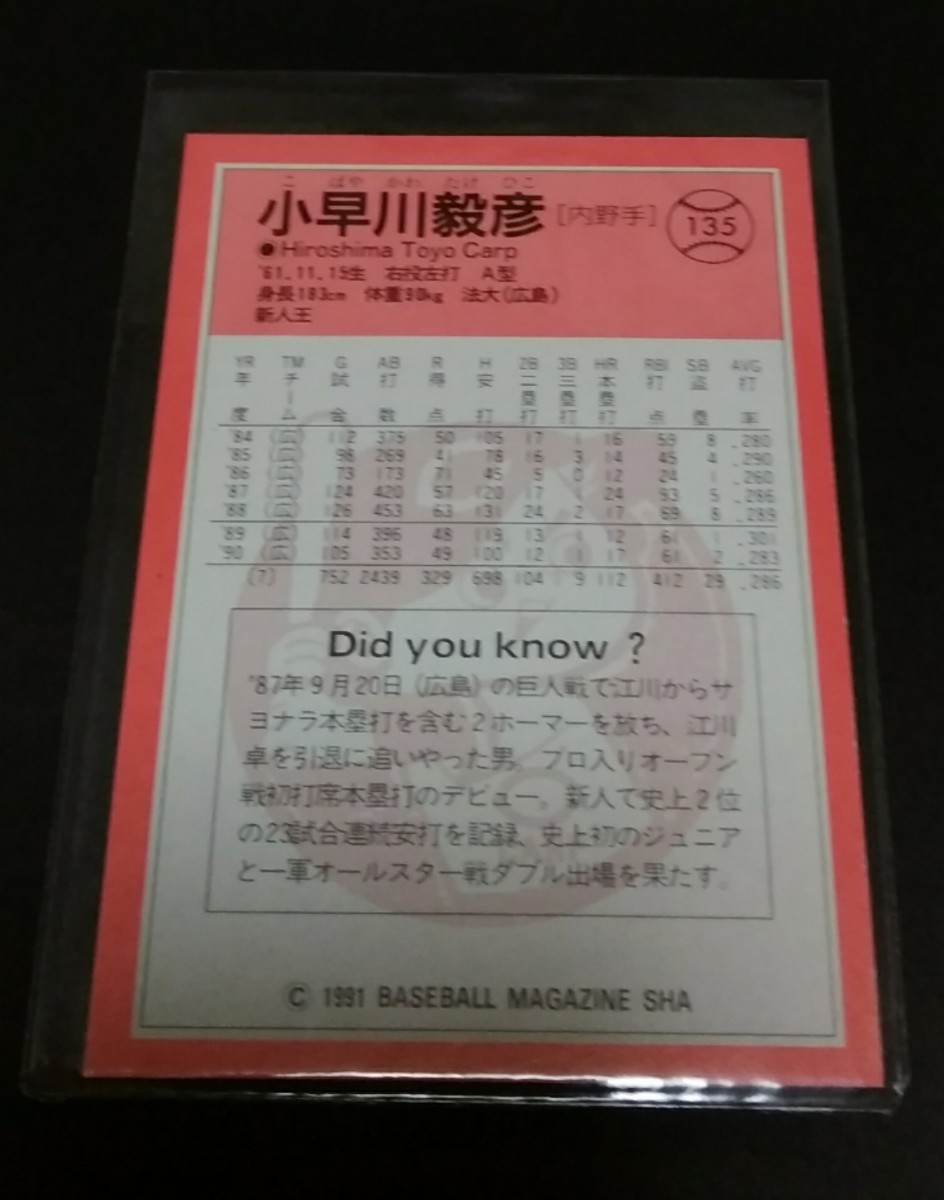 こ ばや かわ たけ ひこ
小早川毅彦 [内野手] 135
●Hiroshima Toyo Carp
'61.11.15生 右投左打 A型
身長183cm 体重90kg 法大(広島)
新人王
YR TM G AB R H 2B 3B HR RBI SB AVG
年度 チーム 試合 打数 得点 安打 二塁打 三塁打 本塁打 打点 盗塁 打率
'84 (広) 112 375 50 105 17 1 16 59 8 .280
'85 (広) 98 269 41 78 16 3 14 45 4 .290
'86 (広) 73 173 71 45 5 0 12 24 1 .260
'87 (広) 124 420 57 120 17 1 24 93 5 .286
'88 (広) 126 453 63 131 24 2 17 69 8 .289
'89 (広) 114 396 48 119 13 1 12 61 1 .301
'90 (広) 105 353 49 100 12 1 17 61 2 .283
(7) 752 2439 329 698 104 9 112 412 29 .286
Did you know ?
'87年9月20日(広島)の巨人戦で江川からサ
ヨナラ本塁打を含む2ホーマーを放ち、江川
卓を引退に追いやった男。プロ入りオープン
戦初打席本塁打のデビュー。新人で史上2位
の23試合連続安打を記録、史上初のジュニア
と一軍オールスター戦ダブル出場を果たす。
© 1991 BASEBALL MAGAZINE SHA